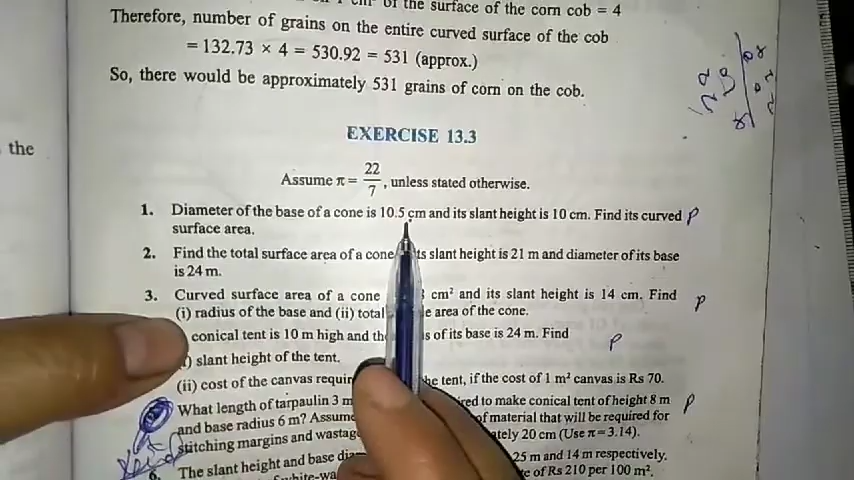 of the surface of the corn cob = 4
Therefore, number of grains on the entire curved surface of the cob
= 132.73 × 4 = 530.92 = 531 (approx.)
So, there would be approximately 531 grains of corn on the cob.
the
EXERCISE 13.3
Assume π = 22/7, unless stated otherwise.
1. Diameter of the base of a cone is 10.5 cm and its slant height is 10 cm. Find its curved P
surface area.
2. Find the total surface area of a cone, its slant height is 21 m and diameter of its base
is 24 m.
3. Curved surface area of a cone cm² and its slant height is 14 cm. Find P
(i) radius of the base and (ii) total area of the cone.
conical tent is 10 m high and the of its base is 24 m. Find P
slant height of the tent.
(ii) cost of the canvas the tent, if the cost of 1 m² canvas is Rs 70.
What length of tarpaulin 3 m to make conical tent of height 8 m P
and base radius 6 m? Assume of material that will be required for
stitching margins and 20 cm (Use π = 3.14).
The slant height and base 25 m and 14 m respectively.
of Rs 210 per 100 m².